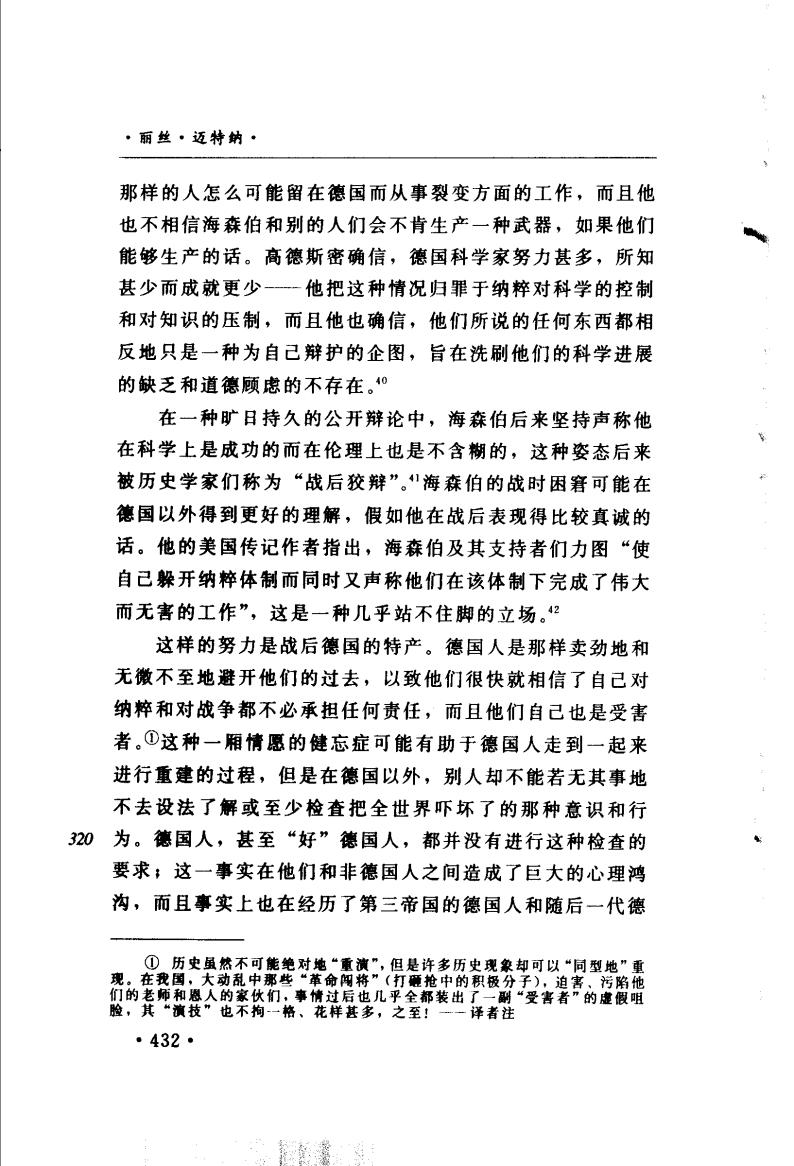 ·丽丝·迈特纳·
那样的人怎么可能留在德国而从事裂变方面的工作，而且他
也不相信海森伯和别的人们会不肯生产一种武器，如果他们
能够生产的话。高德斯密确信，德国科学家努力甚多，所知
甚少而成就更少——他把这种情况归罪于纳粹对科学的控制
和对知识的压制，而且他也确信，他们所说的任何东西都相
反地只是一种为自己辩护的企图，旨在洗刷他们的科学进展
的缺乏和道德顾虑的不存在。⁴⁰
在一种旷日持久的公开辩论中，海森伯后来坚持声称他
在科学上是成功的而在伦理上也是不含糊的，这种姿态后来
被历史学家们称为“战后狡辩”。⁴¹海森伯的战时困窘可能在
德国以外得到更好的理解，假如他在战后表现得比较真诚的
话。他的美国传记作者指出，海森伯及其支持者们力图“使
自己躲开纳粹体制而同时又声称他们在该体制下完成了伟大
而无害的工作”，这是一种几乎站不住脚的立场。⁴²
这样的努力是战后德国的特产。德国人是那样卖劲地和
无微不至地避开他们的过去，以致他们很快就相信了自己对
纳粹和对战争都不必承担任何责任，而且他们自己也是受害
者。①这种一厢情愿的健忘症可能有助于德国人走到一起来
进行重建的过程，但是在德国以外，别人却不能若无其事地
不去设法了解或至少检查把全世界吓坏了的那种意识和行
320 为。德国人，甚至“好”德国人，都并没有进行这种检查的
要求；这一事实在他们和非德国人之间造成了巨大的心理鸿
沟，而且事实上也在经历了第三帝国的德国人和随后一代德
① 历史虽然不可能绝对地“重演”，但是许多历史现象却可以“同型地”重
现。在我国，大动乱中那些“革命闯将”（打砸抢中的积极分子），迫害、污陷他
们的老师和恩人的家伙们，事情过后也几乎全都装出了一副“受害者”的虚假咀
脸，其“演技”也不拘一格、花样甚多，之至！——译者注
·432·